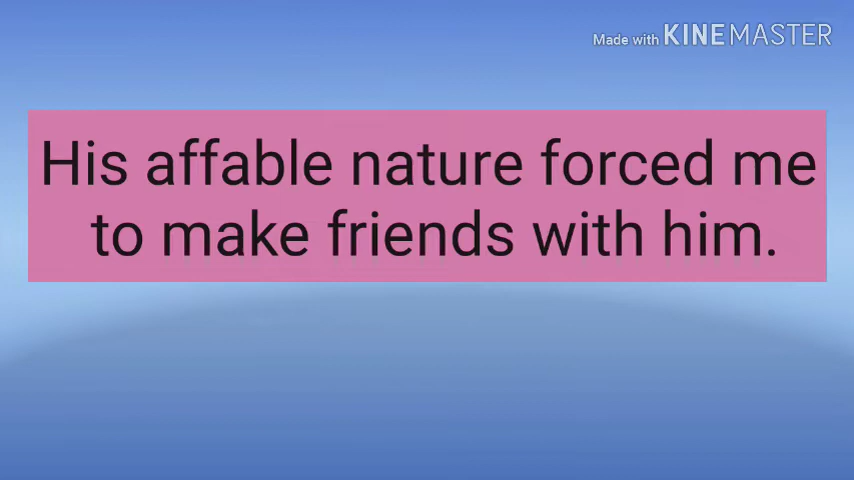 Made with KINEMASTER
His affable nature forced me
to make friends with him.